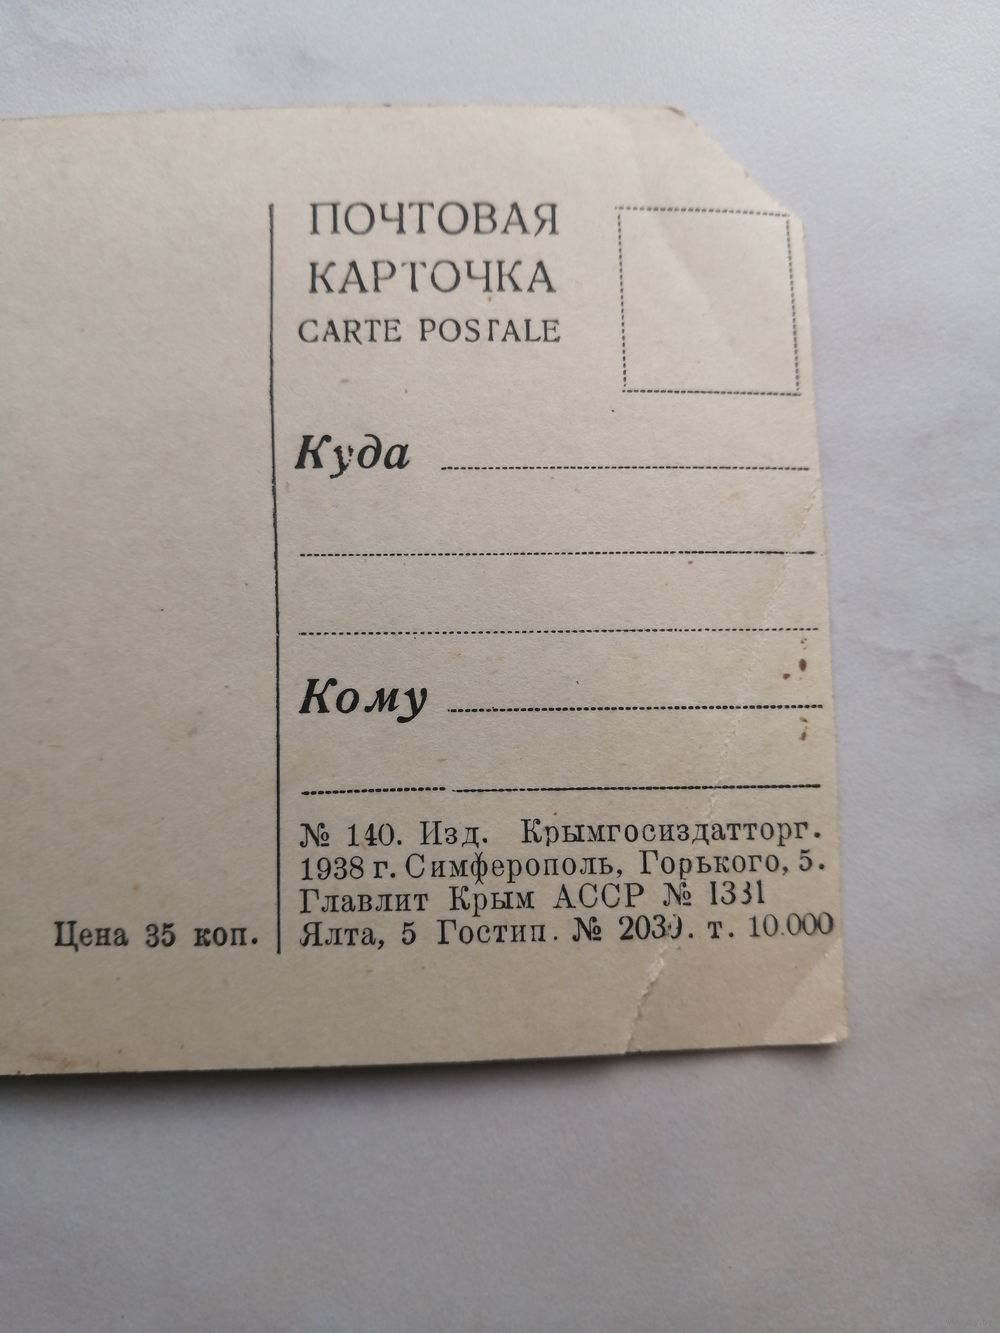 ПОЧТОВАЯ
КАРТОЧКА
CARTE POSTALE
Куда
Кому
№ 140. Изд. Крымгосиздатторг.
1938 г. Симферополь, Горького, 5.
Главлит Крым АССР № 1331
Цена 35 коп.
Ялта, 5 Гостип. № 2030. т. 10.000